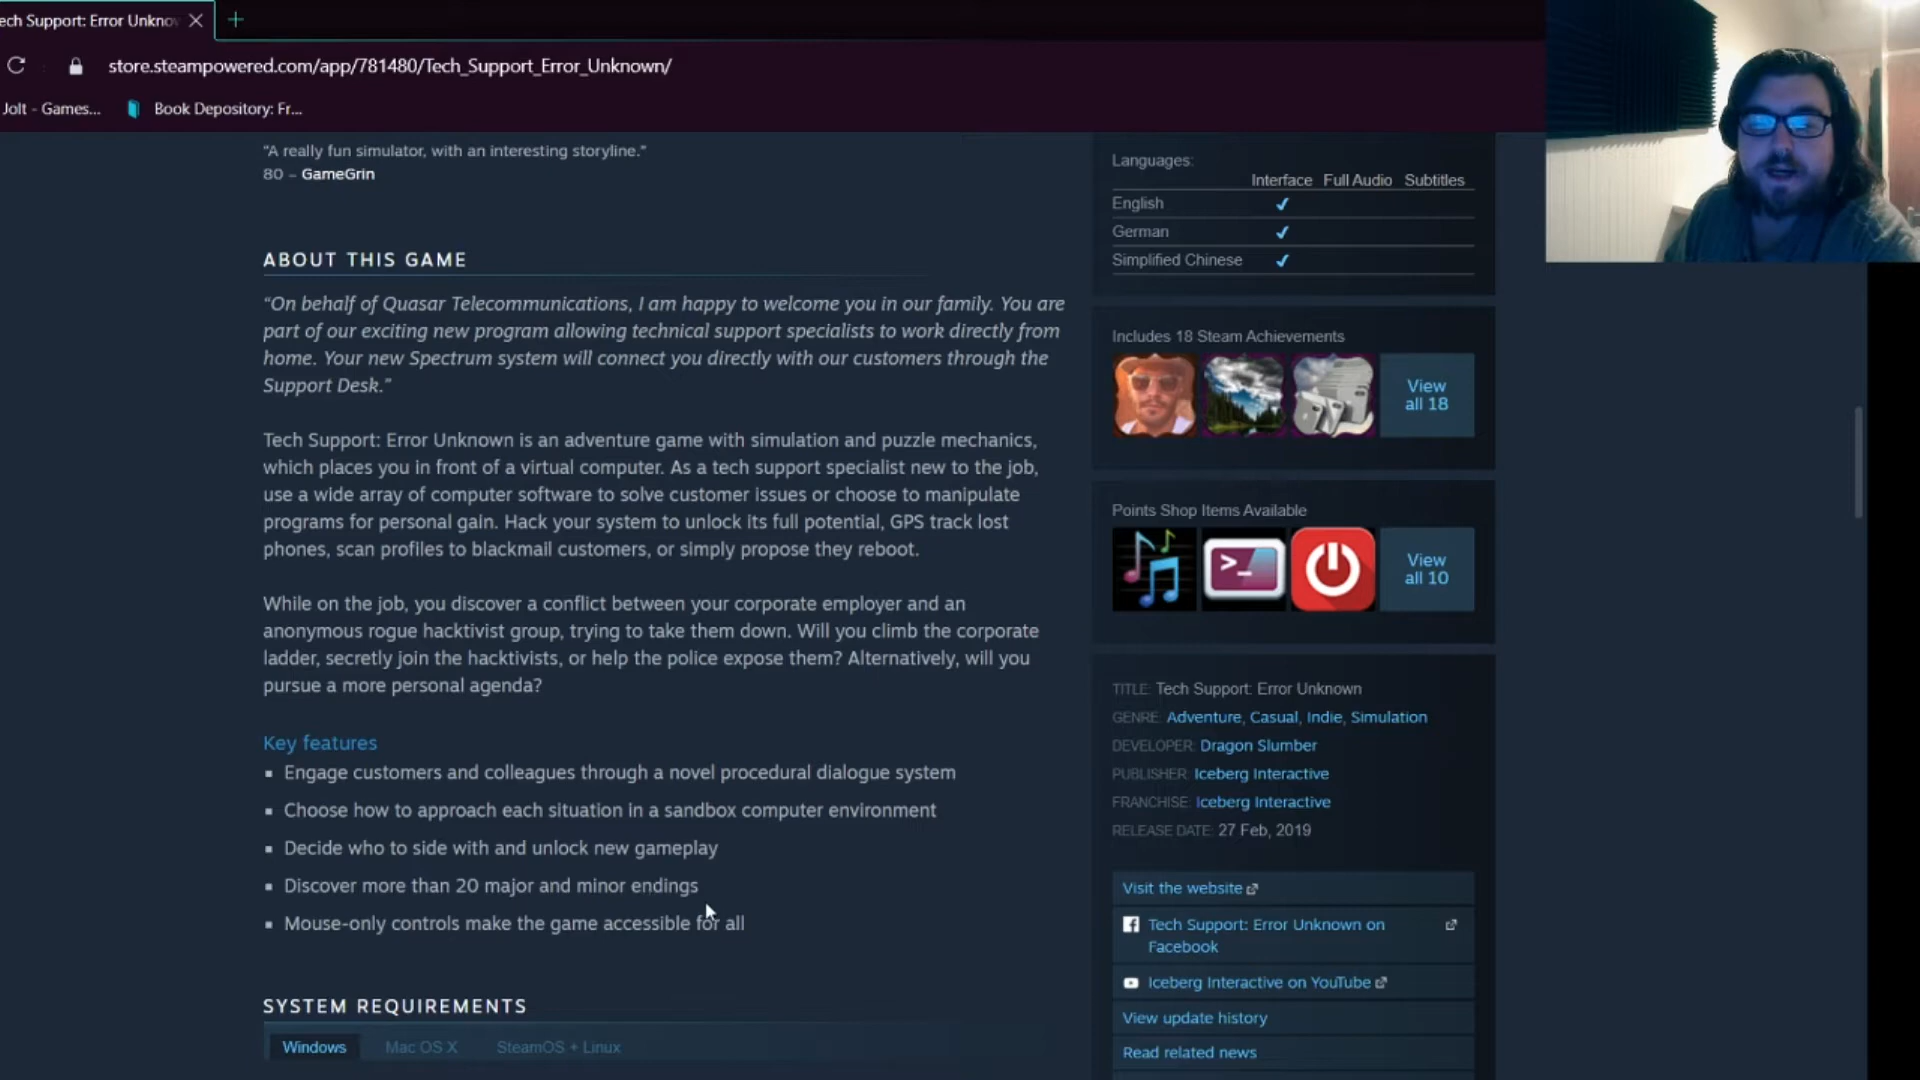 ech Support: Error Unkno
store.steampowered.com/app/781480/Tech_Support_Error_Unknown/
Jolt - Games...
Book Depository: Fr...
"A really fun simulator, with an interesting storyline."
80 – GameGrin
ABOUT THIS GAME
"On behalf of Quasar Telecommunications, I am happy to welcome you in our family. You are
part of our exciting new program allowing technical support specialists to work directly from
home. Your new Spectrum system will connect you directly with our customers through the
Support Desk."
Tech Support: Error Unknown is an adventure game with simulation and puzzle mechanics,
which places you in front of a virtual computer. As a tech support specialist new to the job,
use a wide array of computer software to solve customer issues or choose to manipulate
programs for personal gain. Hack your system to unlock its full potential, GPS track lost
phones, scan profiles to blackmail customers, or simply propose they reboot.
While on the job, you discover a conflict between your corporate employer and an
anonymous rogue hacktivist group, trying to take them down. Will you climb the corporate
ladder, secretly join the hacktivists, or help the police expose them? Alternatively, will you
pursue a more personal agenda?
Key features
▪ Engage customers and colleagues through a novel procedural dialogue system
▪ Choose how to approach each situation in a sandbox computer environment
▪ Decide who to side with and unlock new gameplay
▪ Discover more than 20 major and minor endings
▪ Mouse-only controls make the game accessible for all
SYSTEM REQUIREMENTS
Windows Mac OS X SteamOS + Linux
Languages:
Interface Full Audio Subtitles
English ✔
German ✔
Simplified Chinese ✔
Includes 18 Steam Achievements
View
all 18
Points Shop Items Available
>_
View
all 10
TITLE: Tech Support: Error Unknown
GENRE: Adventure, Casual, Indie, Simulation
DEVELOPER: Dragon Slumber
PUBLISHER: Iceberg Interactive
FRANCHISE: Iceberg Interactive
RELEASE DATE: 27 Feb, 2019
Visit the website
Tech Support: Error Unknown on
Facebook
Iceberg Interactive on YouTube
View update history
Read related news